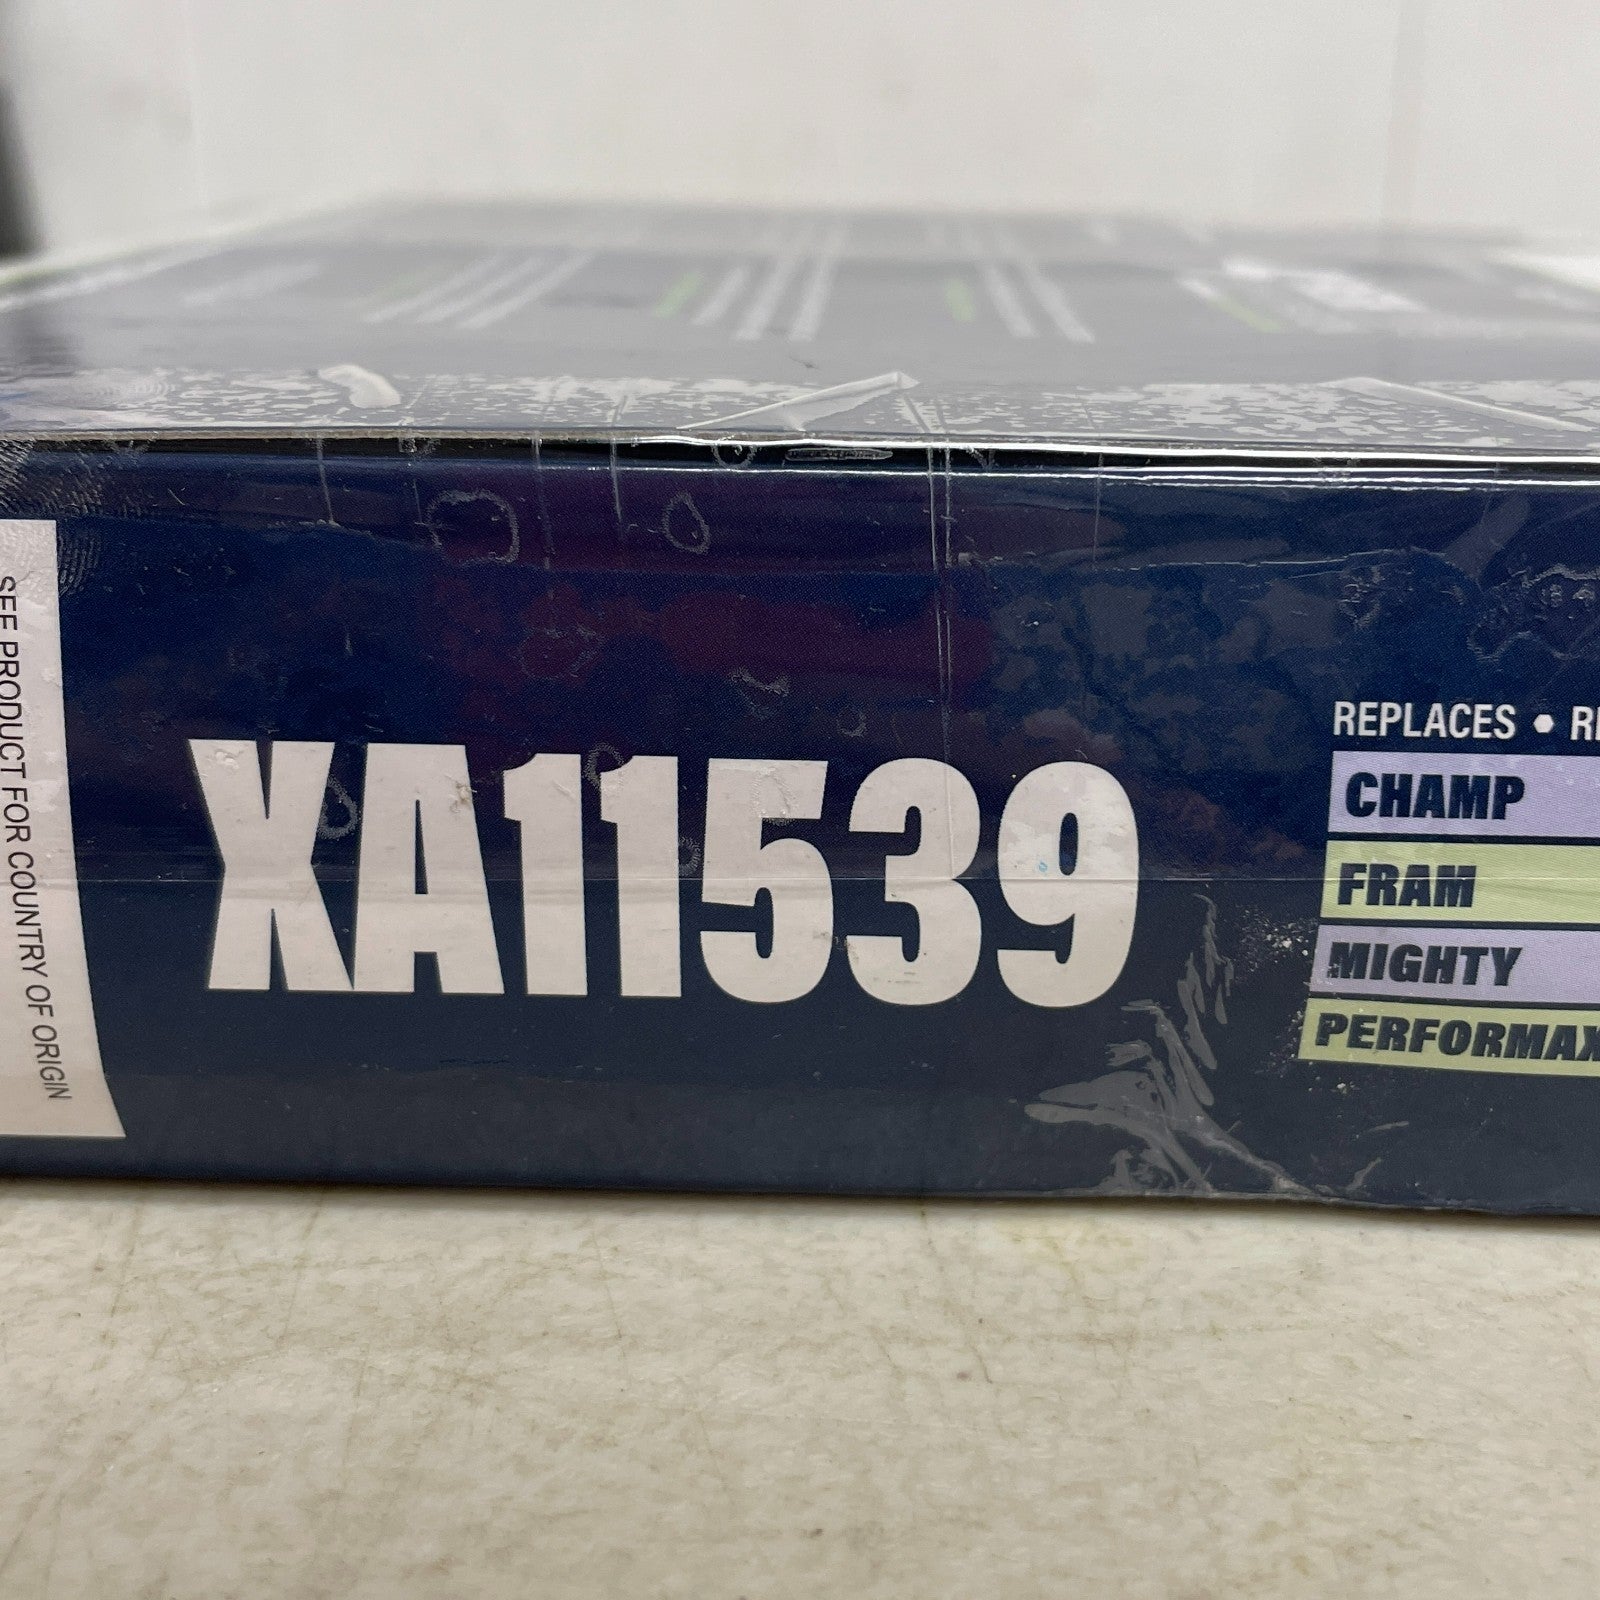 SEE PRODUCT FOR COUNTRY OF ORIGIN
XA11539
REPLACES •
CHAMP
FRAM
MIGHTY
PERFORMAX